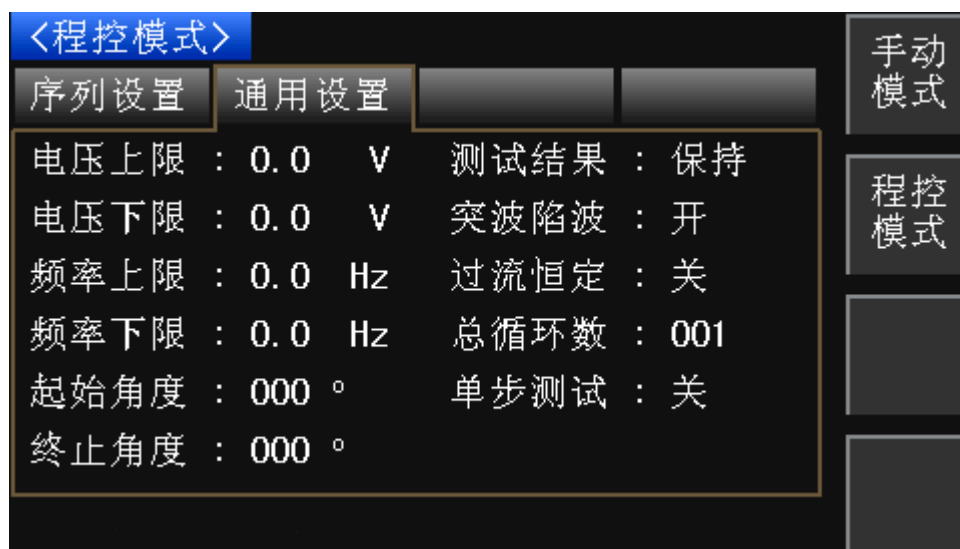 <程控模式>
序列设置 通用设置
电压上限 : 0.0 V 测试结果 : 保持
电压下限 : 0.0 V 突波陷波 : 开
频率上限 : 0.0 Hz 过流恒定 : 关
频率下限 : 0.0 Hz 总循环数 : 001
起始角度 : 000 ° 单步测试 : 关
终止角度 : 000 °
手动
模式
程控
模式